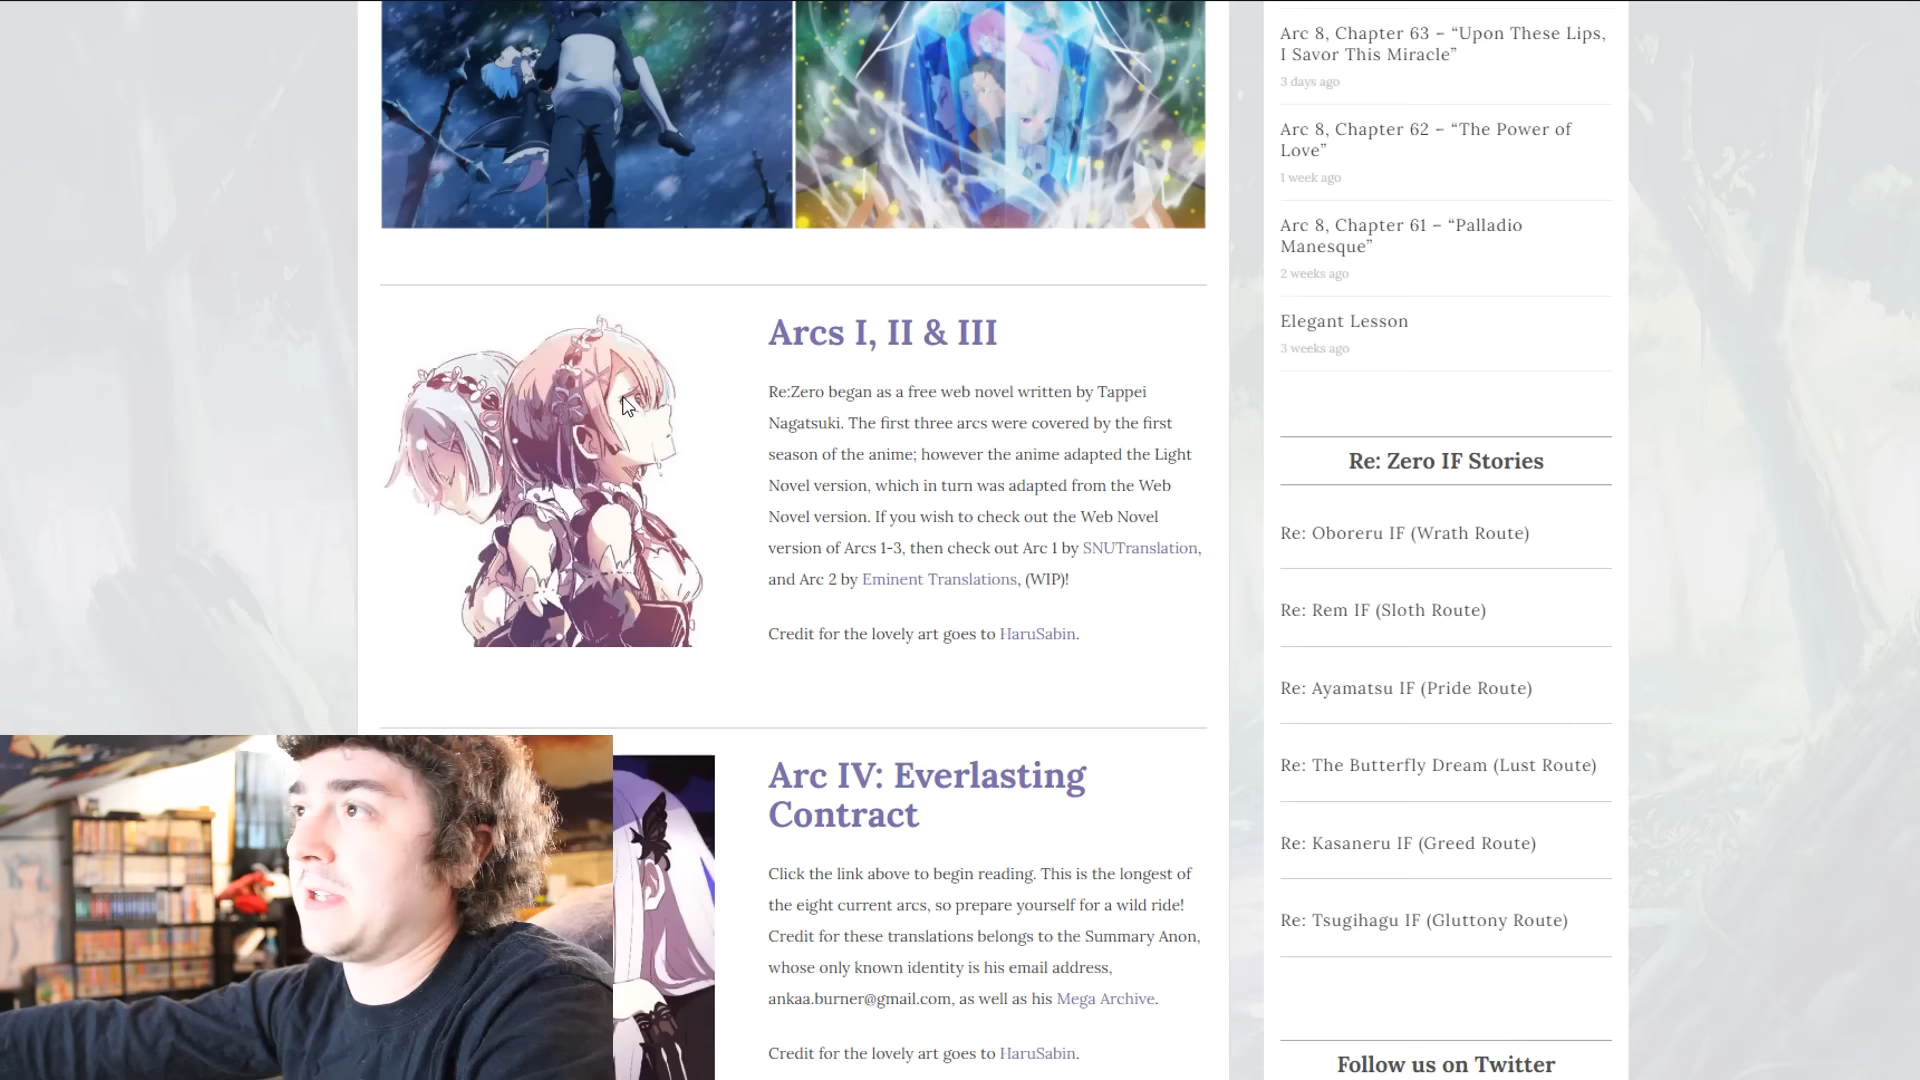 Arcs I, II & III
Re:Zero began as a free web novel written by Tappei
Nagatsuki. The first three arcs were covered by the first
season of the anime; however the anime adapted the Light
Novel version, which in turn was adapted from the Web
Novel version. If you wish to check out the Web Novel
version of Arcs 1-3, then check out Arc 1 by SNUTranslation,
and Arc 2 by Eminent Translations, (WIP)!
Credit for the lovely art goes to HaruSabin.
Arc IV: Everlasting
Contract
Click the link above to begin reading. This is the longest of
the eight current arcs, so prepare yourself for a wild ride!
Credit for these translations belongs to the Summary Anon,
whose only known identity is his email address,
ankaa.burner@gmail.com, as well as his Mega Archive.
Credit for the lovely art goes to HaruSabin.
Arc 8, Chapter 63 – “Upon These Lips,
I Savor This Miracle”
3 days ago
Arc 8, Chapter 62 – “The Power of
Love”
1 week ago
Arc 8, Chapter 61 – “Palladio
Manesque”
2 weeks ago
Elegant Lesson
3 weeks ago
Re: Zero IF Stories
Re: Oboreru IF (Wrath Route)
Re: Rem IF (Sloth Route)
Re: Ayamatsu IF (Pride Route)
Re: The Butterfly Dream (Lust Route)
Re: Kasaneru IF (Greed Route)
Re: Tsugihagu IF (Gluttony Route)
Follow us on Twitter